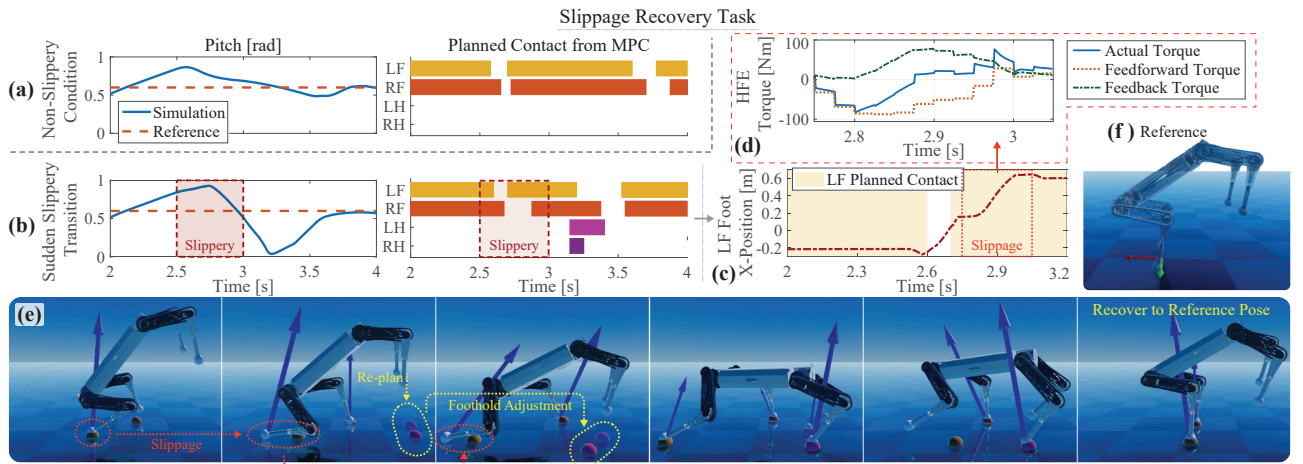 Slippage Recovery Task
(a)
Non-Slippery
Condition
Pitch [rad]
1
0.5
0
Simulation
Reference
Planned Contact from MPC
LF
RF
LH
RH
(b)
Sudden Slippery
Transition
1
0.5
0
Slippery
2
2.5
3
3.5
4
Time [s]
LF
RF
LH
RH
Slippery
2
2.5
3
3.5
4
Time [s]
(d)
HFE
Torque [Nm]
100
0
-100
2.8
2.9
3
Time [s]
Actual Torque
Feedforward Torque
Feedback Torque
(c)
LF Foot
X-Position [m]
LF Planned Contact
0.6
0.2
0
-0.2
Slippage
2
2.3
2.6
2.9
3.2
Time [s]
(f) Reference
(e)
Slippage
Re-plan
Foothold Adjustment
Recover to Reference Pose